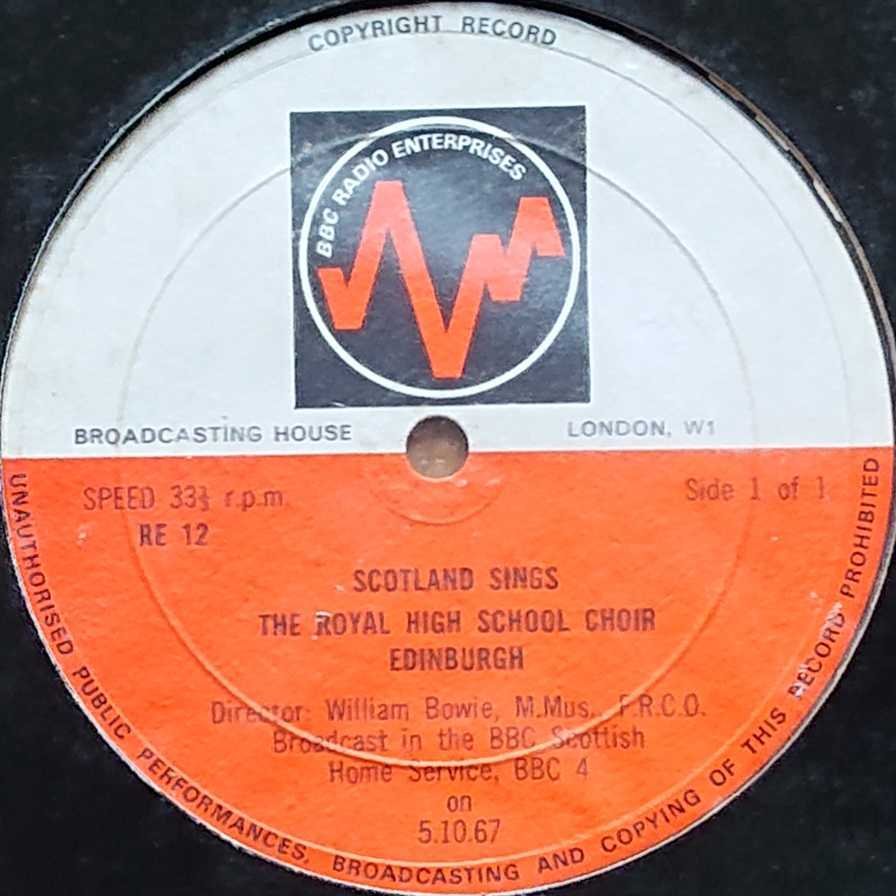 COPYRIGHT RECORD
BBC RADIO ENTERPRISES
BROADCASTING HOUSE
LONDON, W1
SPEED 33⅓ r.p.m.
Side 1 of 1
RE 12
SCOTLAND SINGS
THE ROYAL HIGH SCHOOL CHOIR
EDINBURGH
Director: William Bowie, M.Mus., F.R.C.O.
Broadcast in the BBC Scottish
Home Service, BBC 4
on
5.10.67
UNAUTHORISED PUBLIC PERFORMANCES, BROADCASTING AND COPYING OF THIS RECORD PROHIBITED